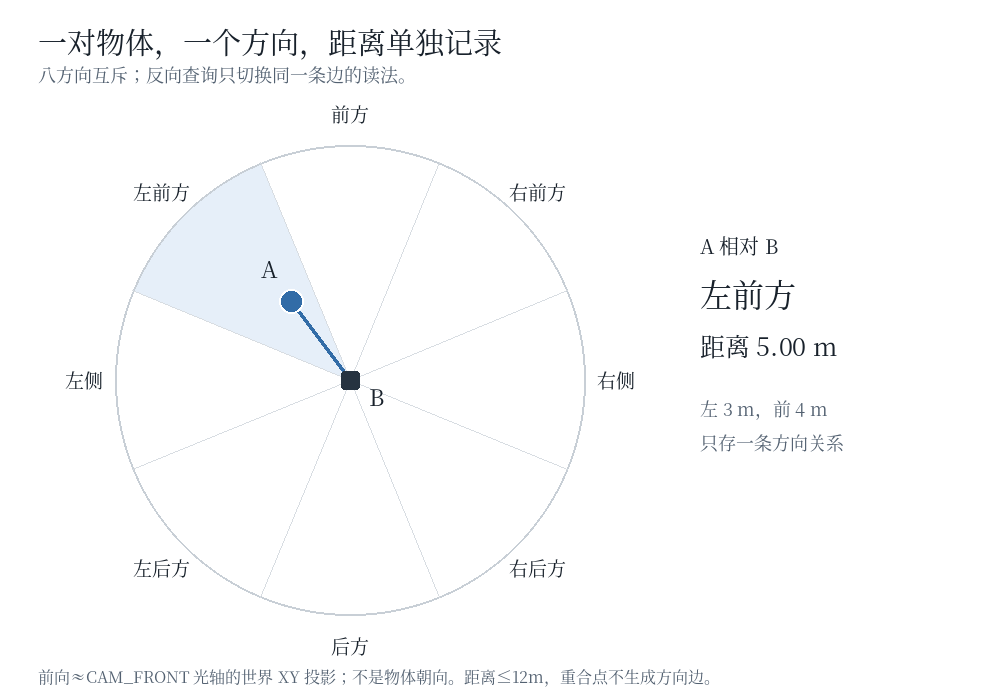 一对物体，一个方向，距离单独记录
八方向互斥；反向查询只切换同一条边的读法。
前方
左前方
右前方
A
A 相对 B
左前方
距离 5.00 m
左侧
B
右侧
左 3 m，前 4 m
只存一条方向关系
左后方
右后方
后方
前向≈CAM_FRONT 光轴的世界 XY 投影；不是物体朝向。距离≤12m，重合点不生成方向边。